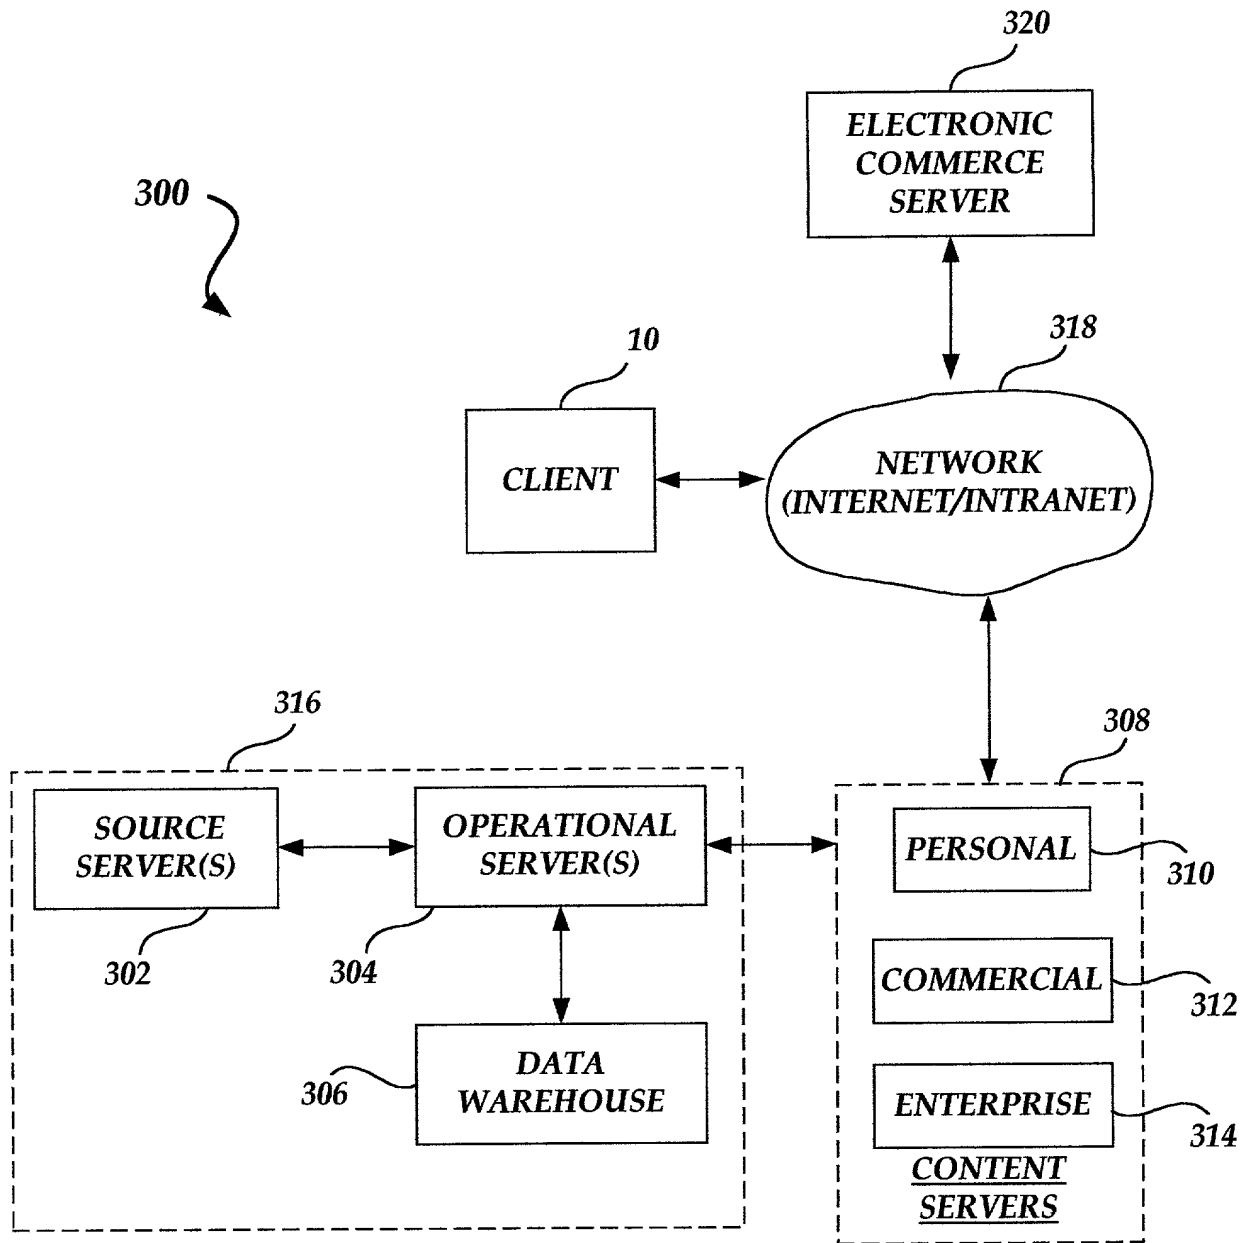 320
ELECTRONIC
COMMERCE
SERVER
300
318
10
CLIENT
NETWORK
(INTERNET/INTRANET)
316
308
SOURCE
SERVER(S)
OPERATIONAL
SERVER(S)
PERSONAL
310
302
304
COMMERCIAL
312
DATA
WAREHOUSE
306
ENTERPRISE
314
CONTENT
SERVERS